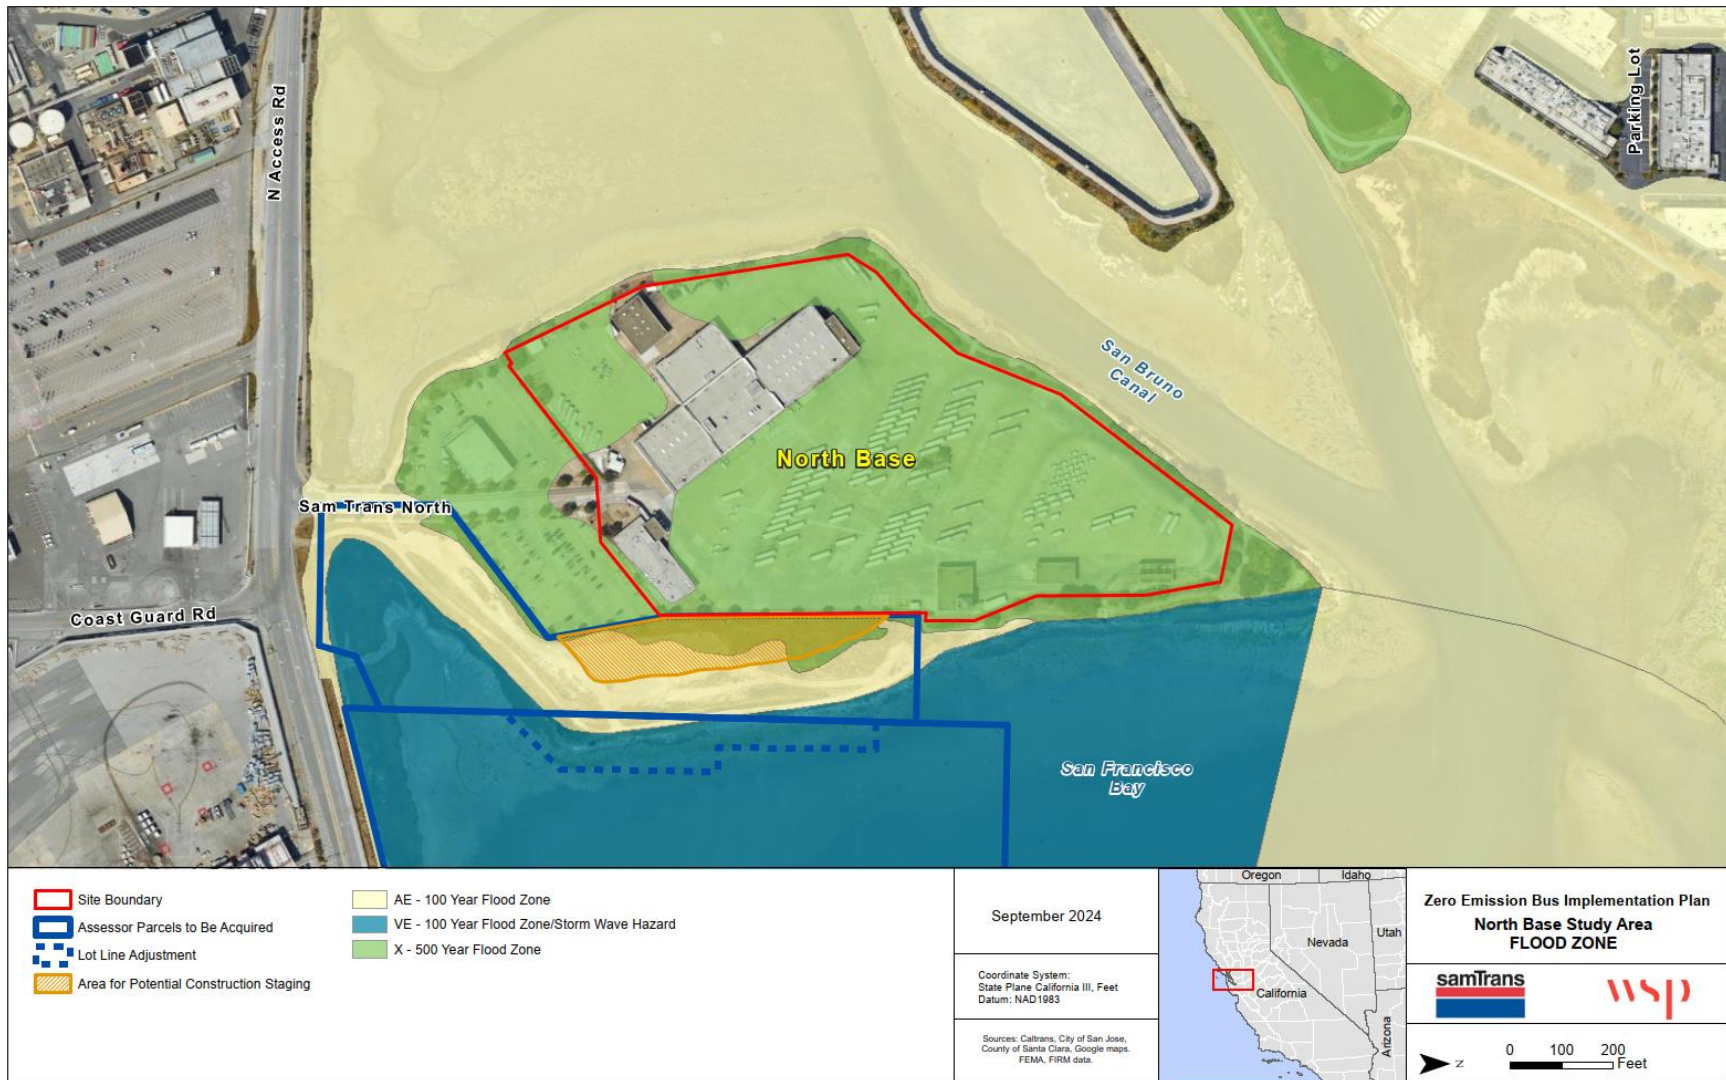 N Access Rd
Parking Lot
San Bruno
Canal
North Base
Sam Trans North
Coast Guard Rd
San Francisco
Bay
Site Boundary
Assessor Parcels to Be Acquired
Lot Line Adjustment
Area for Potential Construction Staging
AE - 100 Year Flood Zone
VE - 100 Year Flood Zone/Storm Wave Hazard
X - 500 Year Flood Zone
September 2024
Coordinate System:
State Plane California III, Feet
Datum: NAD1983
Sources: Caltrans, City of San Jose,
County of Santa Clara, Google maps.
FEMA, FIRM data.
Oregon
Idaho
Nevada
Utah
California
Arizona
Zero Emission Bus Implementation Plan
North Base Study Area
FLOOD ZONE
samTrans
wsp
N
0 100 200
Feet